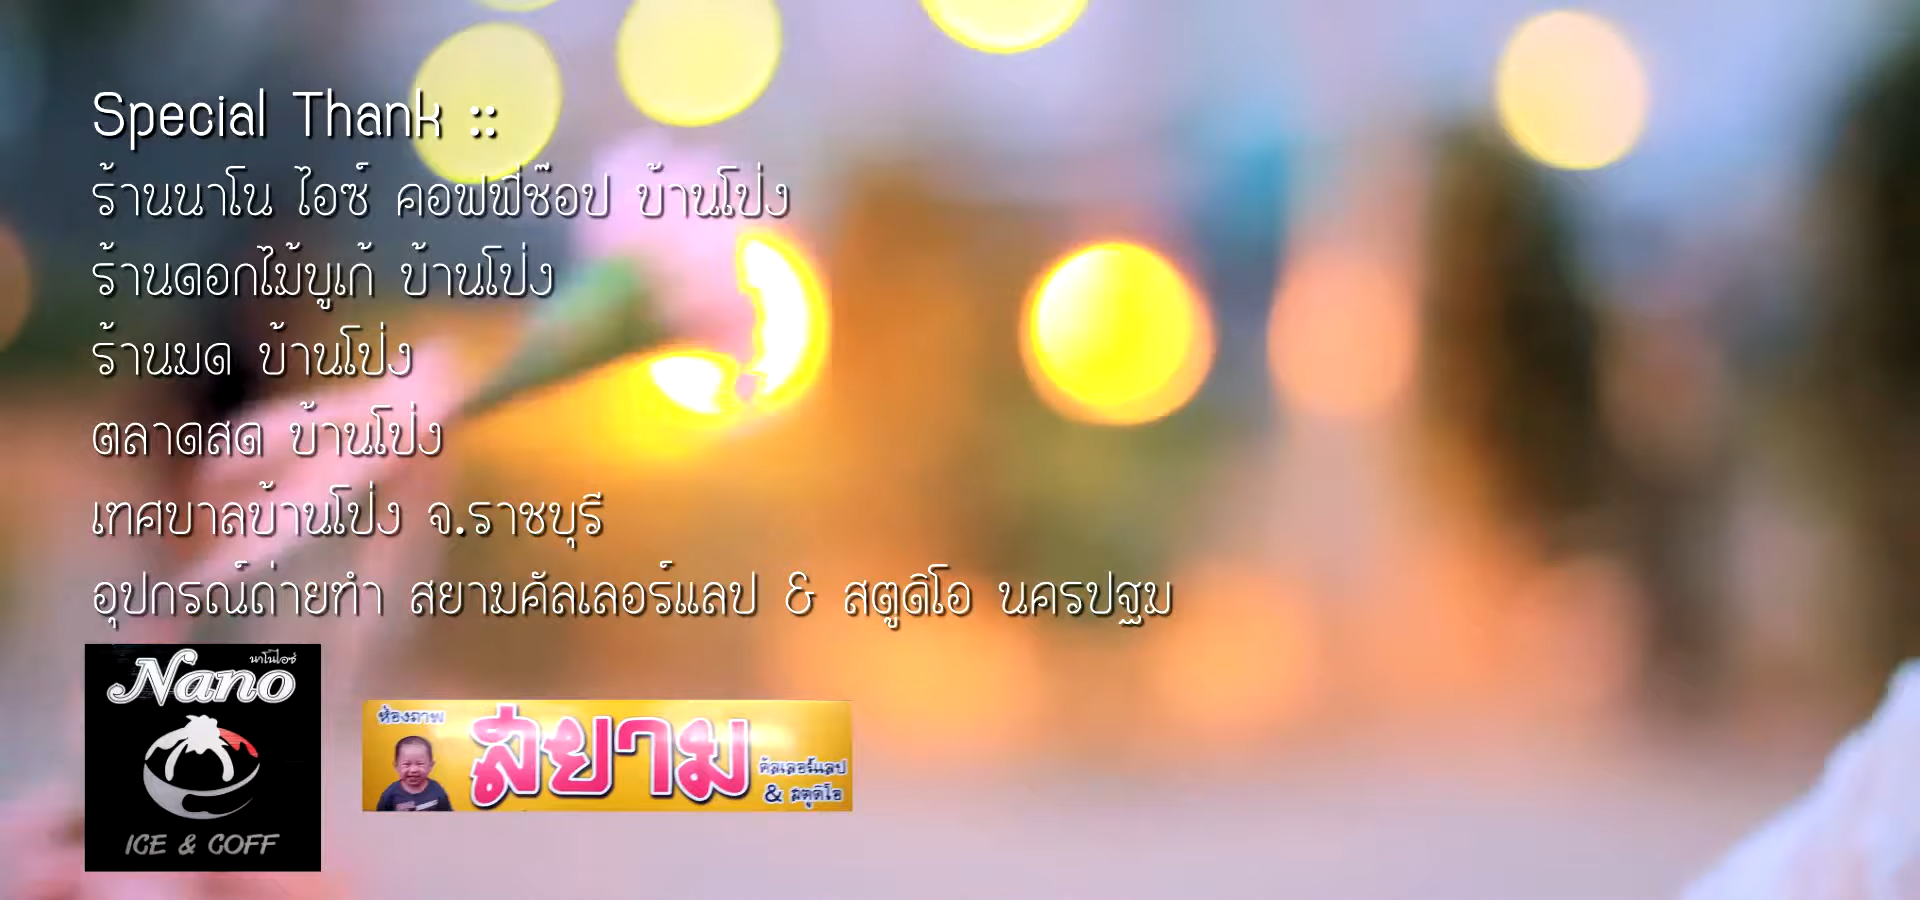 Special Thank ::
ร้านนาโน ไอซ์ คอฟฟี่ช๊อป บ้านโป่ง
ร้านดอกไม้บูเก้ บ้านโป่ง
ร้านมด บ้านโป่ง
ตลาดสด บ้านโป่ง
เทศบาลบ้านโป่ง จ.ราชบุรี
อุปกรณ์ถ่ายทำ สยามคัลเลอร์แลป & สตูดิโอ นครปฐม
นาโนไอซ์
Nano
ICE & COFF
ห้องภาพ
สยาม
คัลเลอร์แลป
& สตูดิโอ